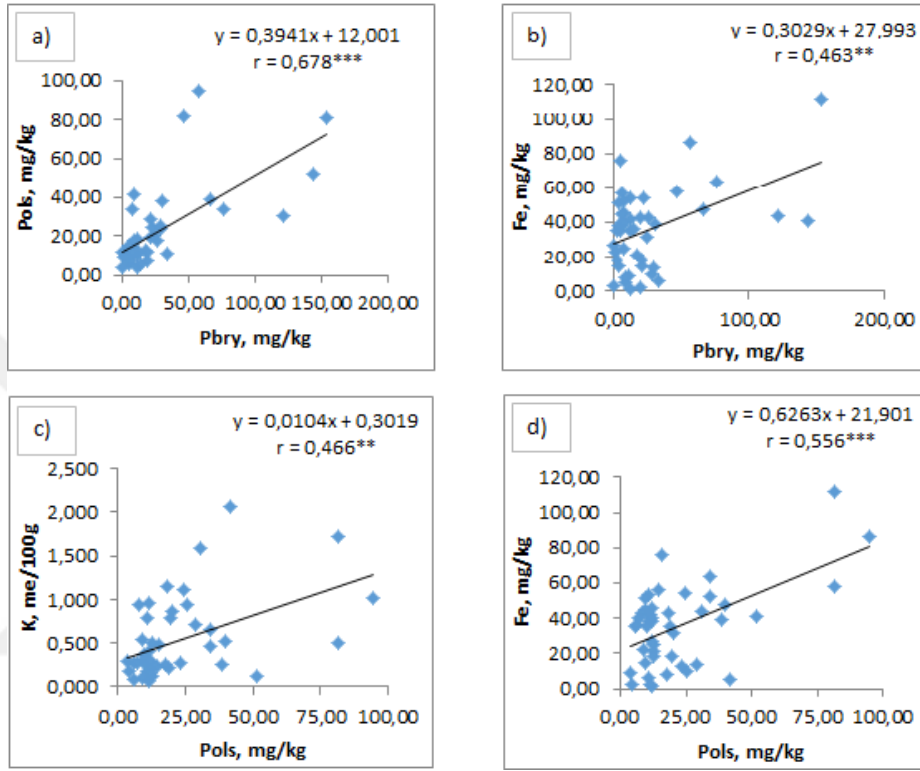 a)
y = 0,3941x + 12,001
r = 0,678***
100,00
80,00
60,00
40,00
20,00
0,00
Pols, mg/kg
0,00 50,00 100,00 150,00 200,00
Pbry, mg/kg
b)
y = 0,3029x + 27,993
r = 0,463**
120,00
100,00
80,00
60,00
40,00
20,00
0,00
Fe, mg/kg
0,00 100,00 200,00
Pbry, mg/kg
c)
y = 0,0104x + 0,3019
r = 0,466**
2,500
2,000
1,500
1,000
0,500
0,000
K, me/100g
0,00 25,00 50,00 75,00 100,00
Pols, mg/kg
d)
y = 0,6263x + 21,901
r = 0,556***
120,00
100,00
80,00
60,00
40,00
20,00
0,00
Fe, mg/kg
0,00 25,00 50,00 75,00 100,00
Pols, mg/kg